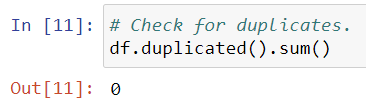 In [11]: # Check for duplicates.
df.duplicated().sum()
Out[11]: 0